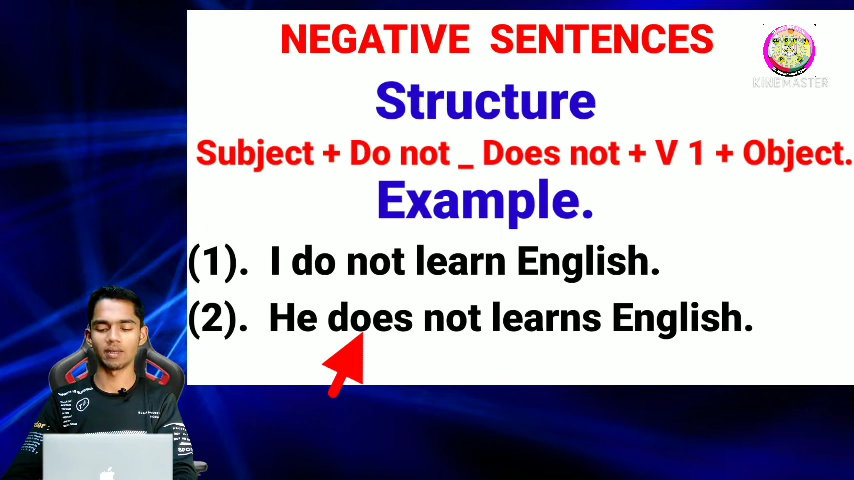 NEGATIVE SENTENCES
KINEMASTER
Structure
Subject + Do not _ Does not + V 1 + Object.
Example.
(1). I do not learn English.
(2). He does not learns English.